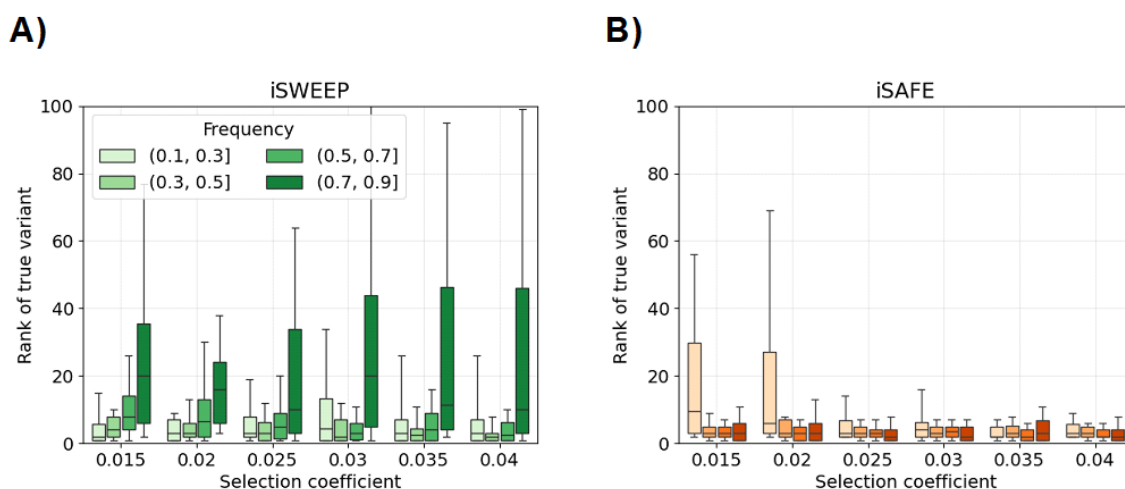 A)
iSWEEP
Rank of true variant
100
80
60
40
20
0
Frequency
(0.1, 0.3]
(0.5, 0.7]
(0.3, 0.5]
(0.7, 0.9]
0.015 0.02 0.025 0.03 0.035 0.04
Selection coefficient
B)
iSAFE
Rank of true variant
100
80
60
40
20
0
0.015 0.02 0.025 0.03 0.035 0.04
Selection coefficient